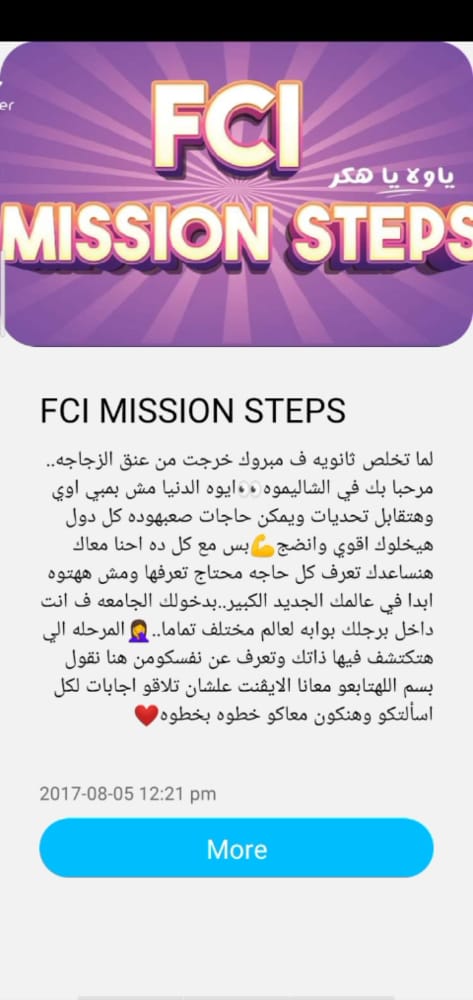 er
FCI
ياولا يا هكر
MISSION STEPS
FCI MISSION STEPS
لما تخلص ثانويه ف مبروك خرجت من عنق الزجاجه..
مرحبا بك في الشاليموه👀ايوه الدنيا مش بمبي اوي
وهتقابل تحديات ويمكن حاجات صعبهوده كل دول
هيخلوك اقوي وانضج💪بس مع كل ده احنا معاك
هنساعدك تعرف كل حاجه محتاج تعرفها ومش ههتوه
ابدا في عالمك الجديد الكبير..بدخولك الجامعه ف انت
داخل برجلك بوابه لعالم مختلف تماما..🤦‍♀️المرحله الي
هتكتشف فيها ذاتك وتعرف عن نفسكومن هنا نقول
بسم اللهتابعو معانا الايڤنت علشان تلاقو اجابات لكل
اسألتكو وهنكون معاكو خطوه بخطوه❤️
2017-08-05 12:21 pm
More